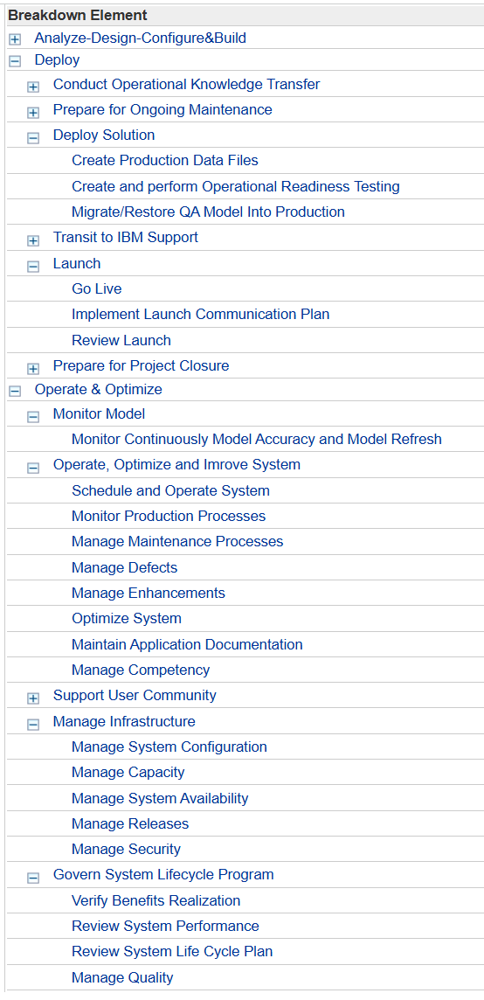 Breakdown Element
Analyze-Design-Configure&Build
Deploy
Conduct Operational Knowledge Transfer
Prepare for Ongoing Maintenance
Deploy Solution
Create Production Data Files
Create and perform Operational Readiness Testing
Migrate/Restore QA Model Into Production
Transit to IBM Support
Launch
Go Live
Implement Launch Communication Plan
Review Launch
Prepare for Project Closure
Operate & Optimize
Monitor Model
Monitor Continuously Model Accuracy and Model Refresh
Operate, Optimize and Imrove System
Schedule and Operate System
Monitor Production Processes
Manage Maintenance Processes
Manage Defects
Manage Enhancements
Optimize System
Maintain Application Documentation
Manage Competency
Support User Community
Manage Infrastructure
Manage System Configuration
Manage Capacity
Manage System Availability
Manage Releases
Manage Security
Govern System Lifecycle Program
Verify Benefits Realization
Review System Performance
Review System Life Cycle Plan
Manage Quality